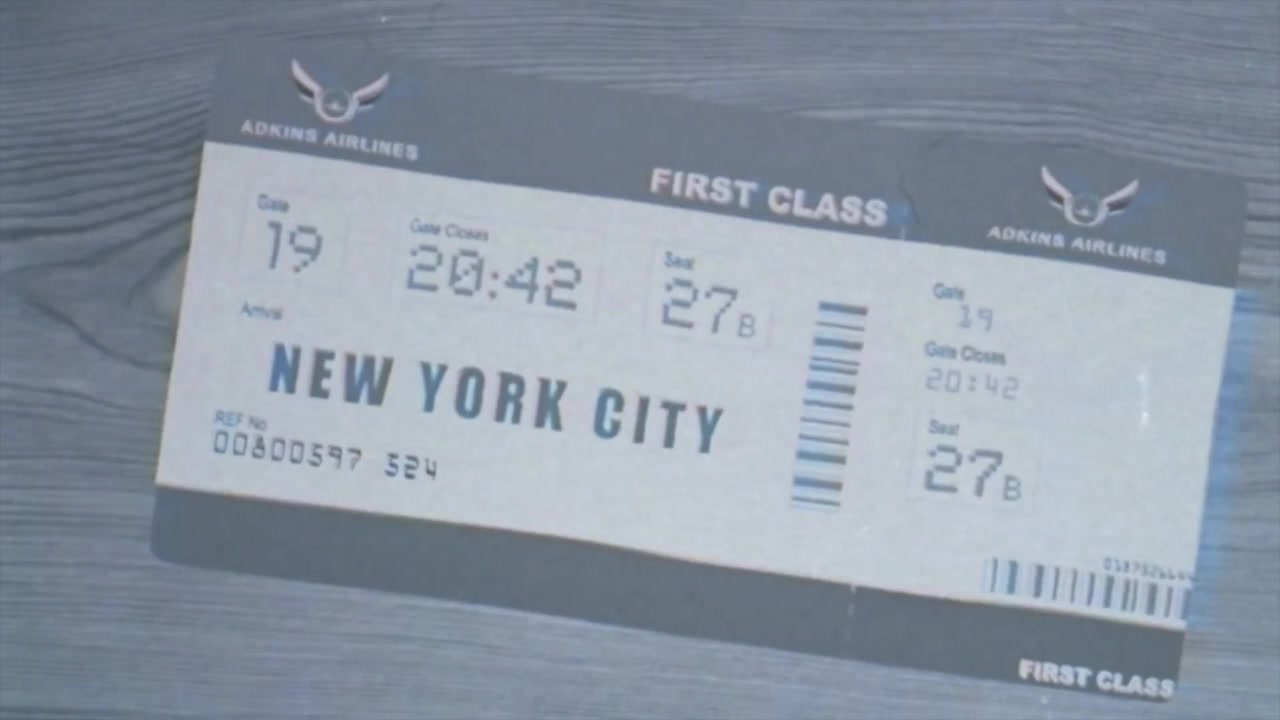 ADKINS AIRLINES
FIRST CLASS
ADKINS AIRLINES
Gate
19
Gate Closes
20:42
Seat
27B
Arrival
NEW YORK CITY
REF No
00800597 524
Gate
19
Gate Closes
20:42
Seat
27B
FIRST CLASS